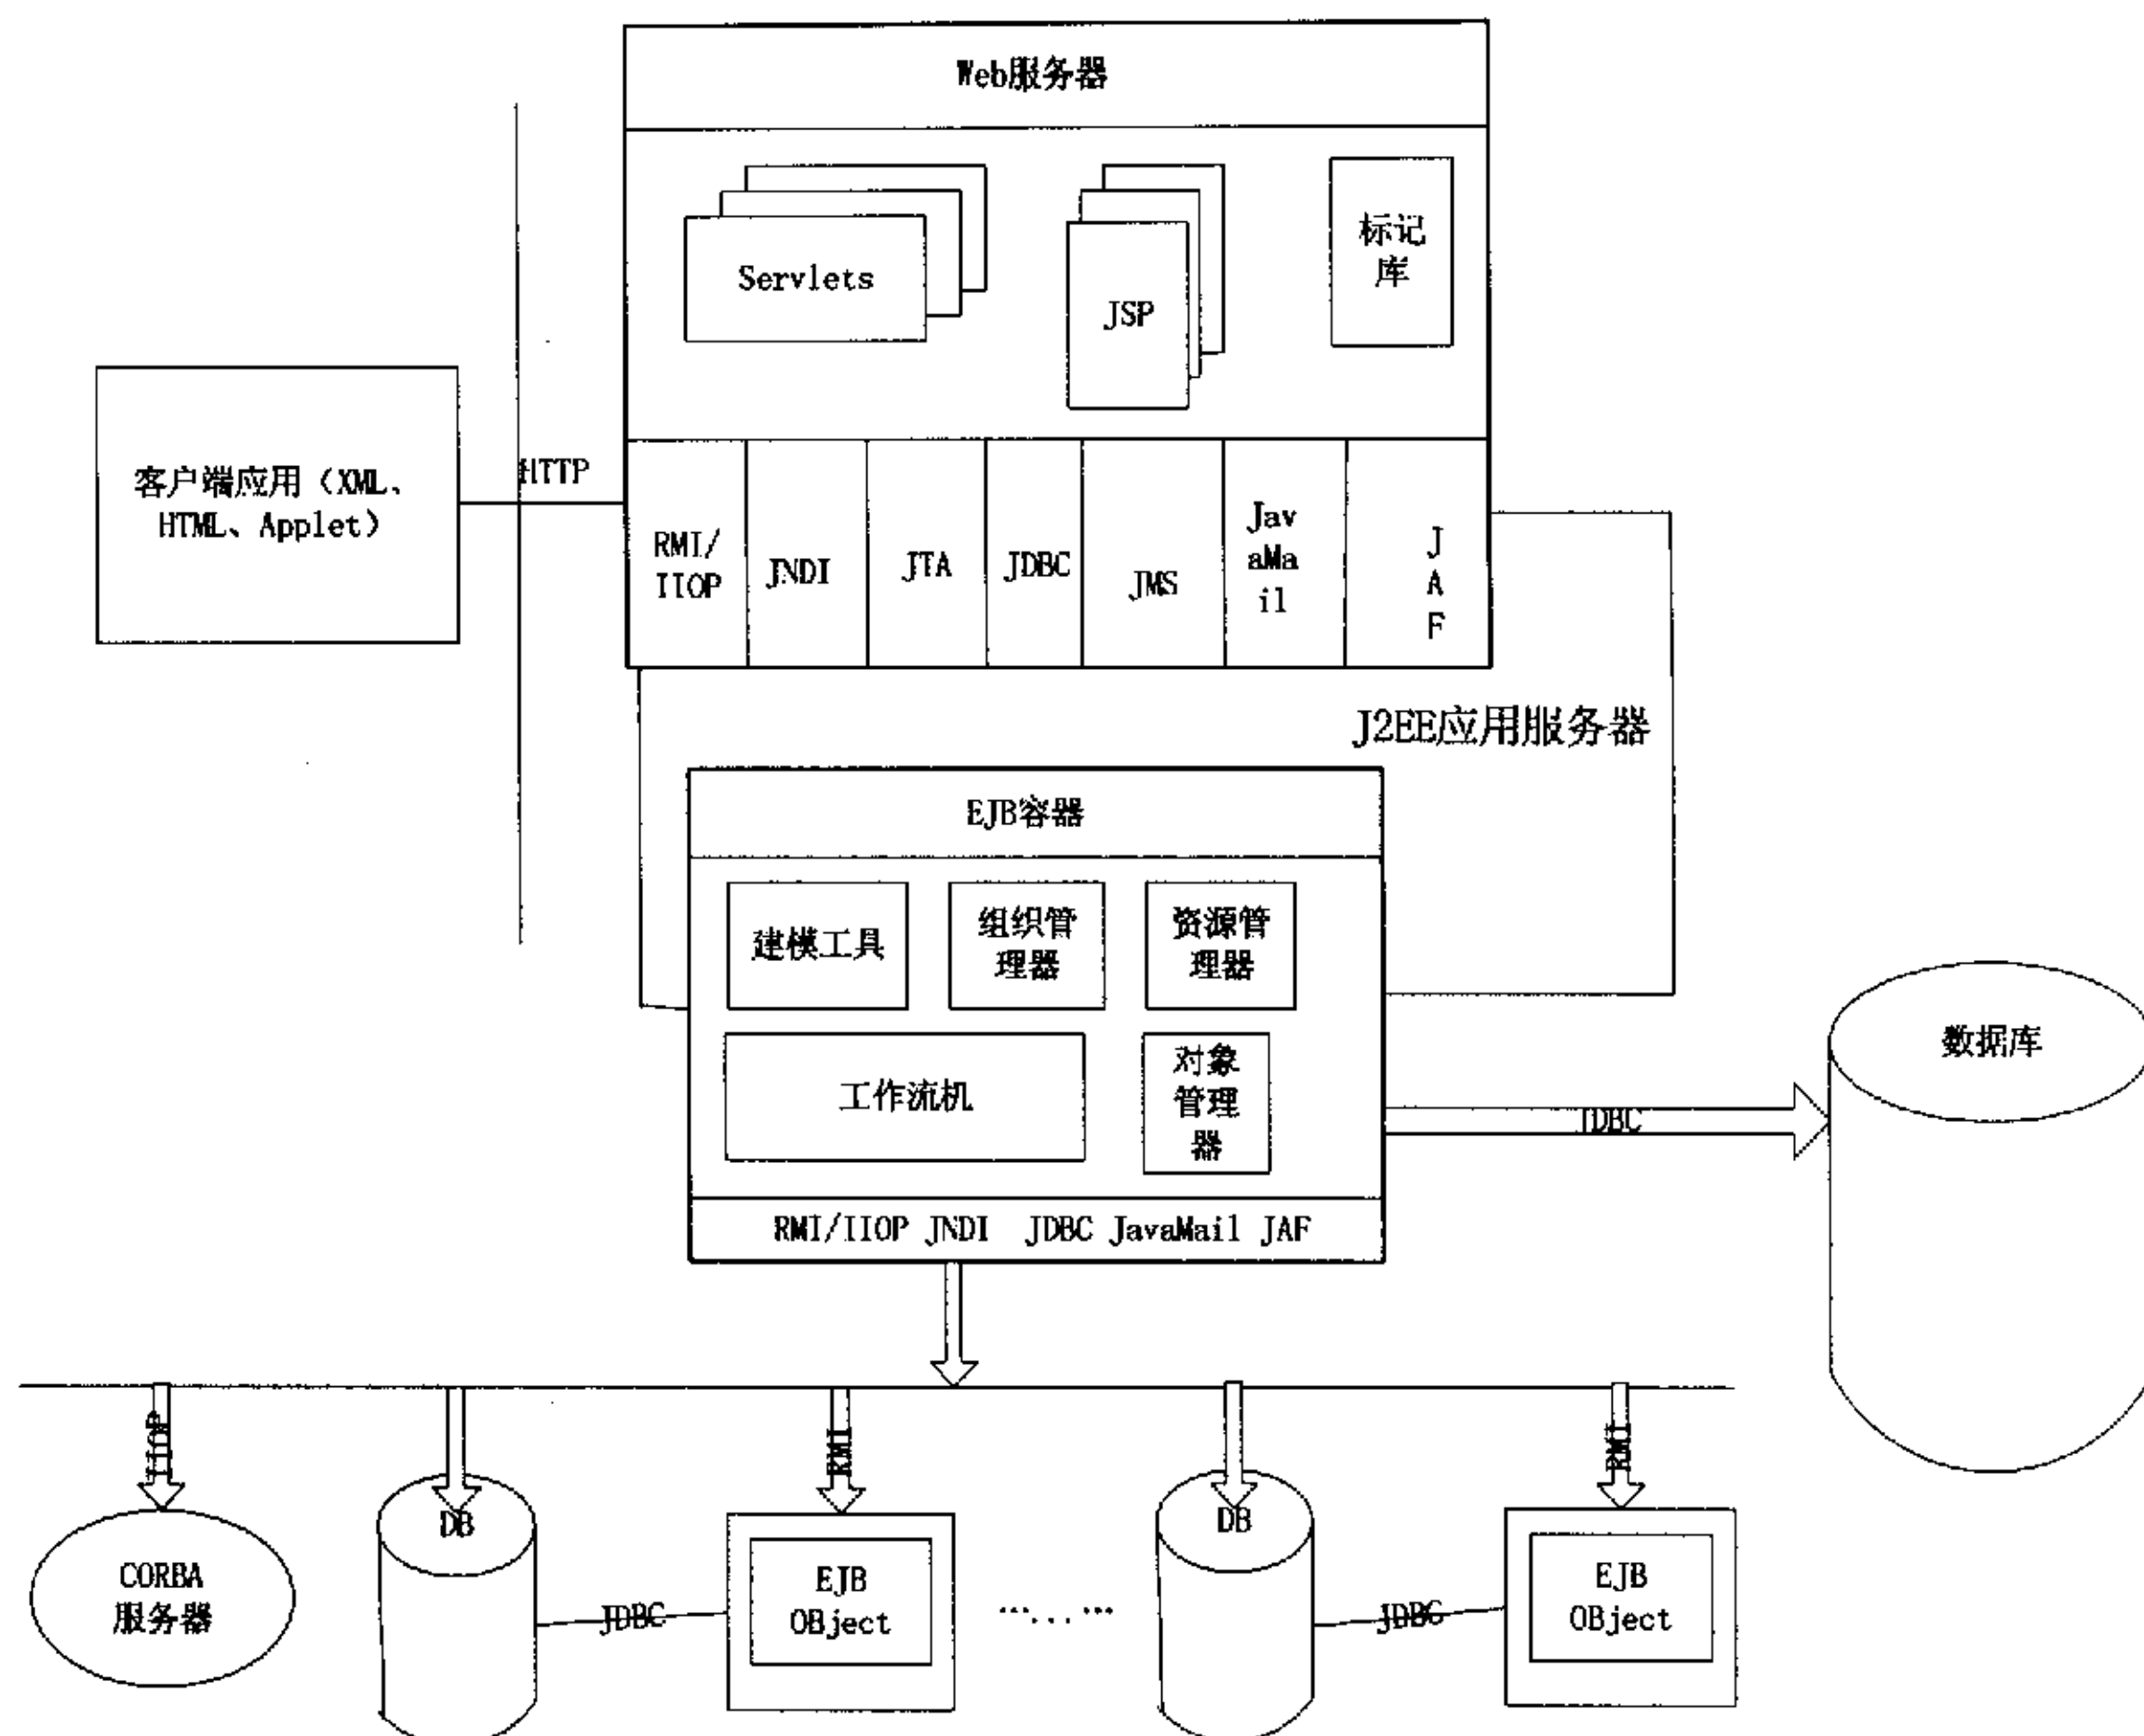 Web服务器
Servlets
JSP
标记
库
客户端应用（XML、
HTML、Applet）
HTTP
RMI/
IIOP
JNDI
JTA
JDBC
JMS
Jav
aMa
il
J
A
F
J2EE应用服务器
EJB容器
建模工具
组织管
理器
资源管
理器
工作流机
对象
管理
器
RMI/IIOP JNDI JDBC JavaMail JAF
JDBC
数据库
IIOP
RMI
RMI
CORBA
服务器
DB
JDBC
EJB
OBject
………
DB
JDBC
EJB
OBject